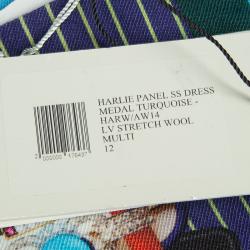 HARLIE PANEL SS DRESS
MEDAL TURQUOISE -
HARW/AW14
LV STRETCH WOOL
MULTI
12